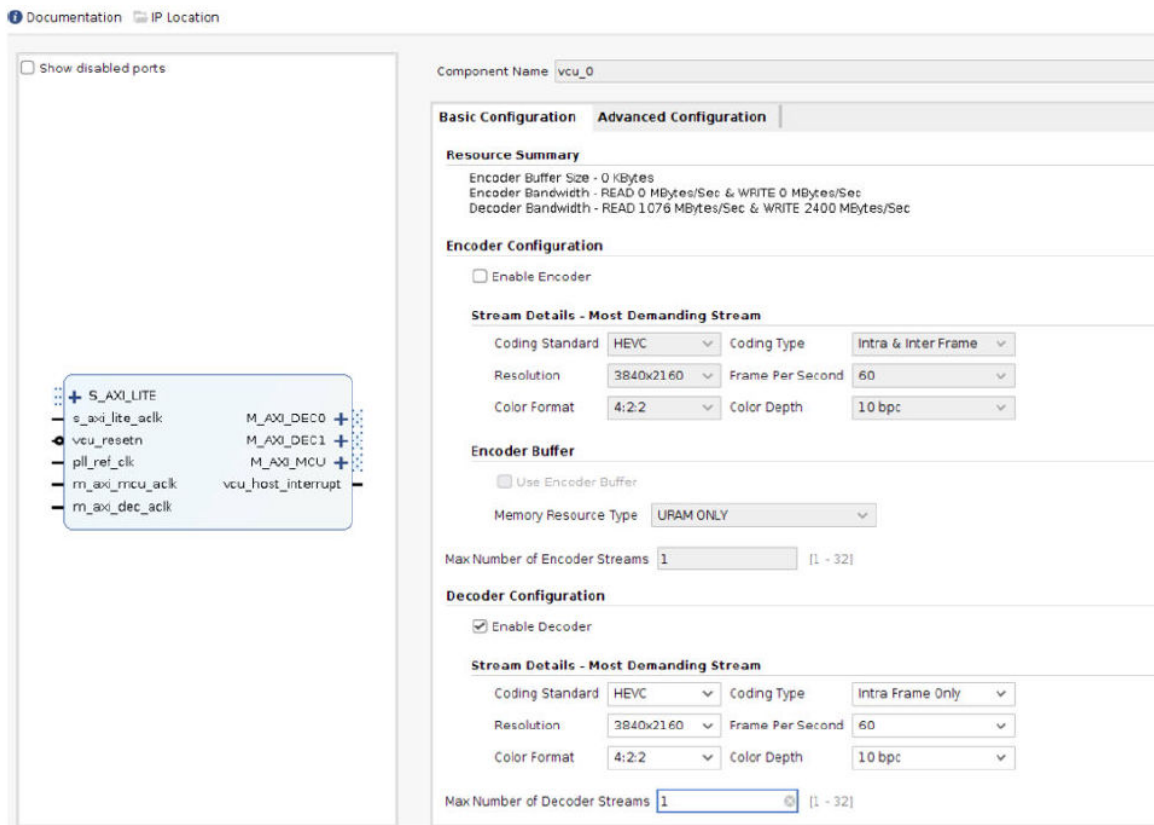 Documentation IP Location
Show disabled ports
S_AXI_LITE
s_axi_lite_aclk M_AXI_DEC0
vcu_resetn M_AXI_DEC1
pll_ref_clk M_AXI_MCU
m_axi_mcu_aclk vcu_host_interrupt
m_axi_dec_aclk
Component Name vcu_0
Basic Configuration Advanced Configuration
Resource Summary
Encoder Buffer Size - 0 KBytes
Encoder Bandwidth - READ 0 MBytes/Sec & WRITE 0 MBytes/Sec
Decoder Bandwidth - READ 1076 MBytes/Sec & WRITE 2400 MBytes/Sec
Encoder Configuration
Enable Encoder
Stream Details - Most Demanding Stream
Coding Standard HEVC Coding Type Intra & Inter Frame
Resolution 3840x2160 Frame Per Second 60
Color Format 4:2:2 Color Depth 10 bpc
Encoder Buffer
Use Encoder Buffer
Memory Resource Type URAM ONLY
Max Number of Encoder Streams 1 [1 - 32]
Decoder Configuration
Enable Decoder
Stream Details - Most Demanding Stream
Coding Standard HEVC Coding Type Intra Frame Only
Resolution 3840x2160 Frame Per Second 60
Color Format 4:2:2 Color Depth 10 bpc
Max Number of Decoder Streams 1 [1 - 32]